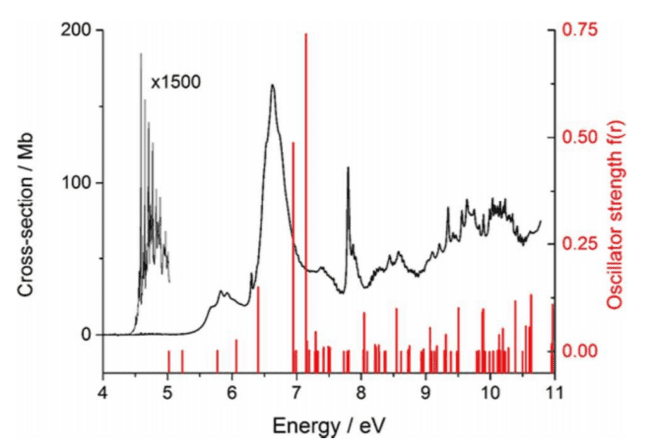 200
100
0
Cross-section / Mb
x1500
0.75
0.50
0.25
0.00
Oscillator strength f(r)
4 5 6 7 8 9 10 11
Energy / eV